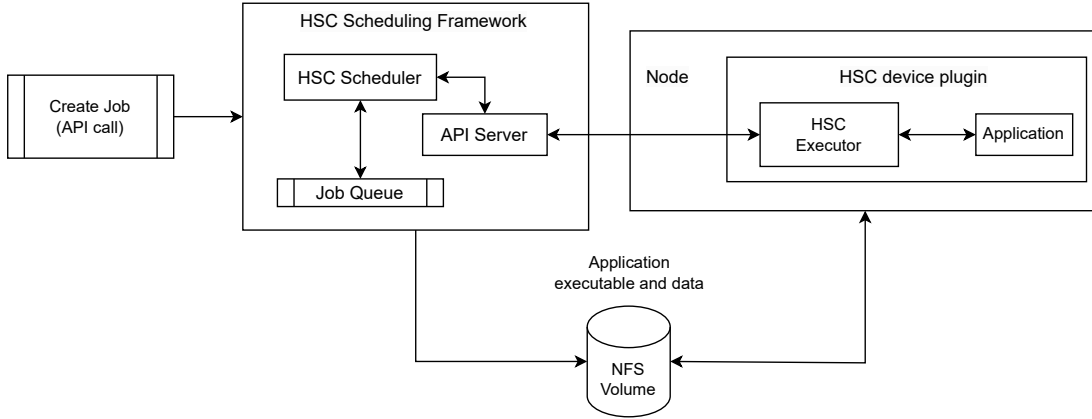 HSC Scheduling Framework
HSC Scheduler
API Server
Job Queue
Create Job
(API call)
Node
HSC device plugin
HSC
Executor
Application
Application
executable and data
NFS
Volume